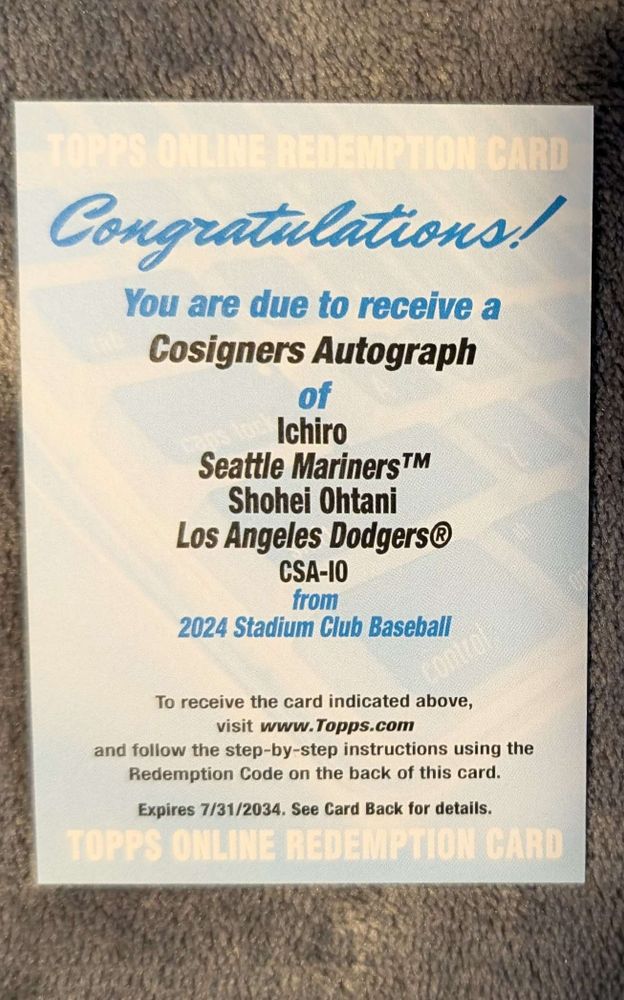 TOPPS ONLINE REDEMPTION CARD
Congratulations!
You are due to receive a
Cosigners Autograph
of
Ichiro
Seattle Mariners™
Shohei Ohtani
Los Angeles Dodgers®
CSA-IO
from
2024 Stadium Club Baseball
control
To receive the card indicated above,
visit www.Topps.com
and follow the step-by-step instructions using the
Redemption Code on the back of this card.
Expires 7/31/2034. See Card Back for details.
TOPPS ONLINE REDEMPTION CARD